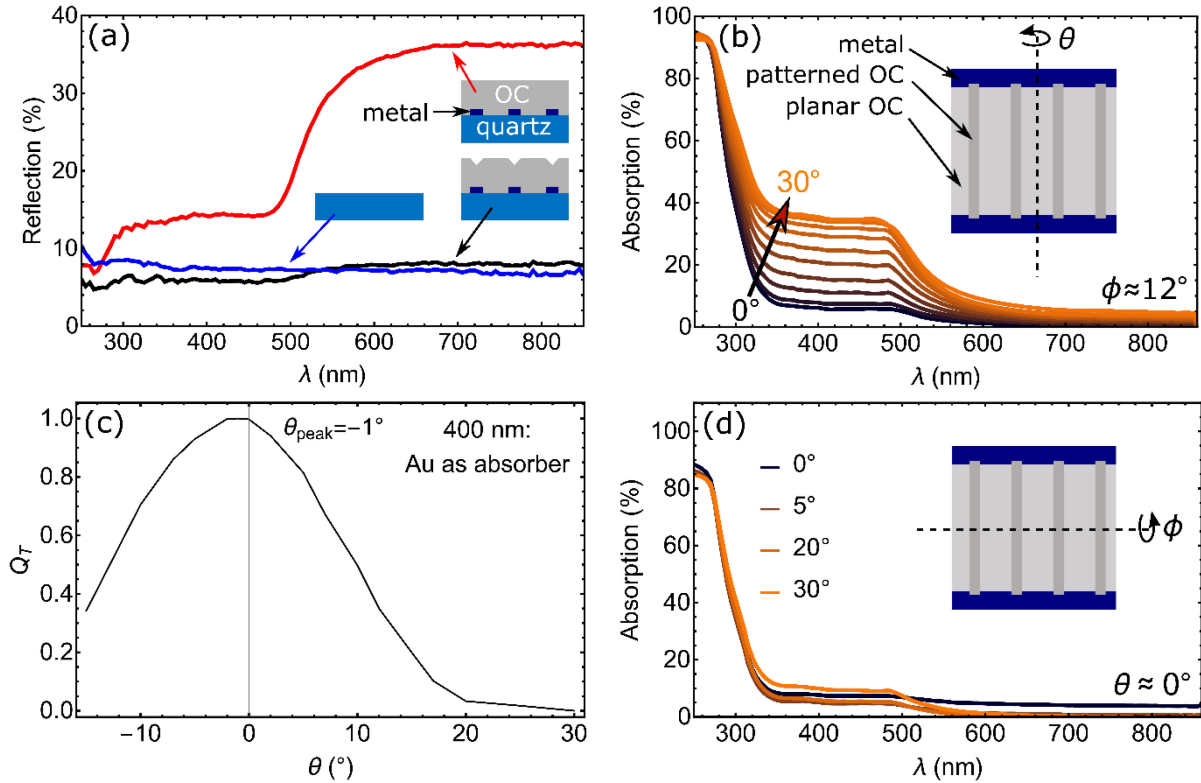 (a)
40
30
20
10
0
Reflection (%)
300 400 500 600 700 800
λ (nm)
OC
metal
quartz
(b)
100
80
60
40
20
0
Absorption (%)
300 400 500 600 700 800
λ (nm)
metal
patterned OC
planar OC
θ
30°
0°
ϕ≈12°
(c)
1.0
0.8
0.6
0.4
0.2
0.0
Q_T
−10 0 10 20 30
θ (°)
θpeak=−1°
400 nm:
Au as absorber
(d)
100
80
60
40
20
0
Absorption (%)
300 400 500 600 700 800
λ (nm)
0°
5°
20°
30°
ϕ
θ ≈ 0°